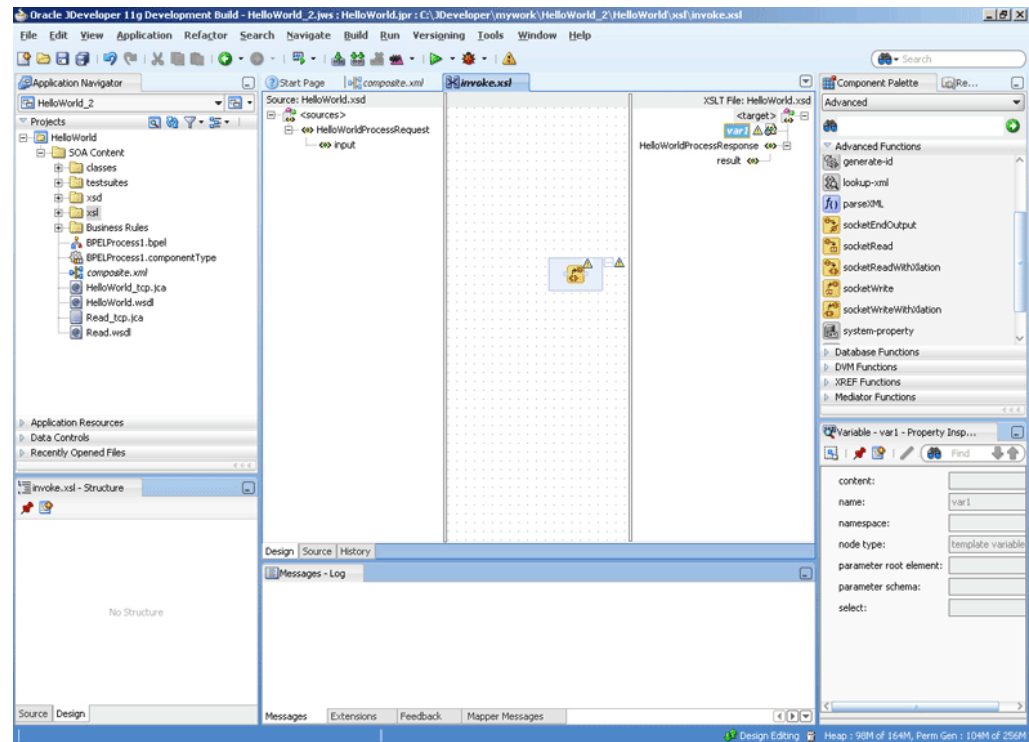 Oracle JDeveloper 11g Development Build - HelloWorld_2.jws : HelloWorld.jpr : C:\JDeveloper\mywork\HelloWorld_2\HelloWorld\xsl\invoke.xsl
File Edit View Application Refactor Search Navigate Build Run Versioning Tools Window Help
Search
Application Navigator
HelloWorld_2
Projects
HelloWorld
SOA Content
classes
testsuites
xsd
xsl
Business Rules
BPELProcess1.bpel
BPELProcess1.componentType
composite.xml
HelloWorld_tcp.jca
HelloWorld.wsdl
Read_tcp.jca
Read.wsdl
Application Resources
Data Controls
Recently Opened Files
invoke.xsl - Structure
No Structure
Source Design
Start Page composite.xml invoke.xsl
Source: HelloWorld.xsd
<sources>
HelloWorldProcessRequest
input
XSLT File: HelloWorld.xsd
<target>
var1
HelloWorldProcessResponse
result
Design Source History
Messages - Log
Messages Extensions Feedback Mapper Messages
Component Palette Re...
Advanced
Advanced Functions
generate-id
lookup-xml
parseXML
socketEndOutput
socketRead
socketReadWithXlation
socketWrite
socketWriteWithXlation
system-property
Database Functions
DVM Functions
XREF Functions
Mediator Functions
Variable - var1 - Property Insp...
Find
content:
name: var1
namespace:
node type: template variable
parameter root element:
parameter schema:
select:
Design Editing Heap : 98M of 164M, Perm Gen : 104M of 256M